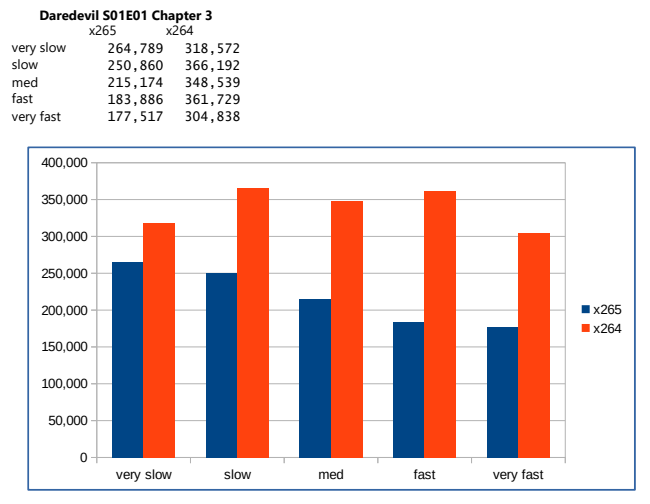 Daredevil S01E01 Chapter 3
x265 x264
very slow 264,789 318,572
slow 250,860 366,192
med 215,174 348,539
fast 183,886 361,729
very fast 177,517 304,838
400,000
350,000
300,000
250,000
200,000
150,000
100,000
50,000
0
x265
x264
very slow slow med fast very fast